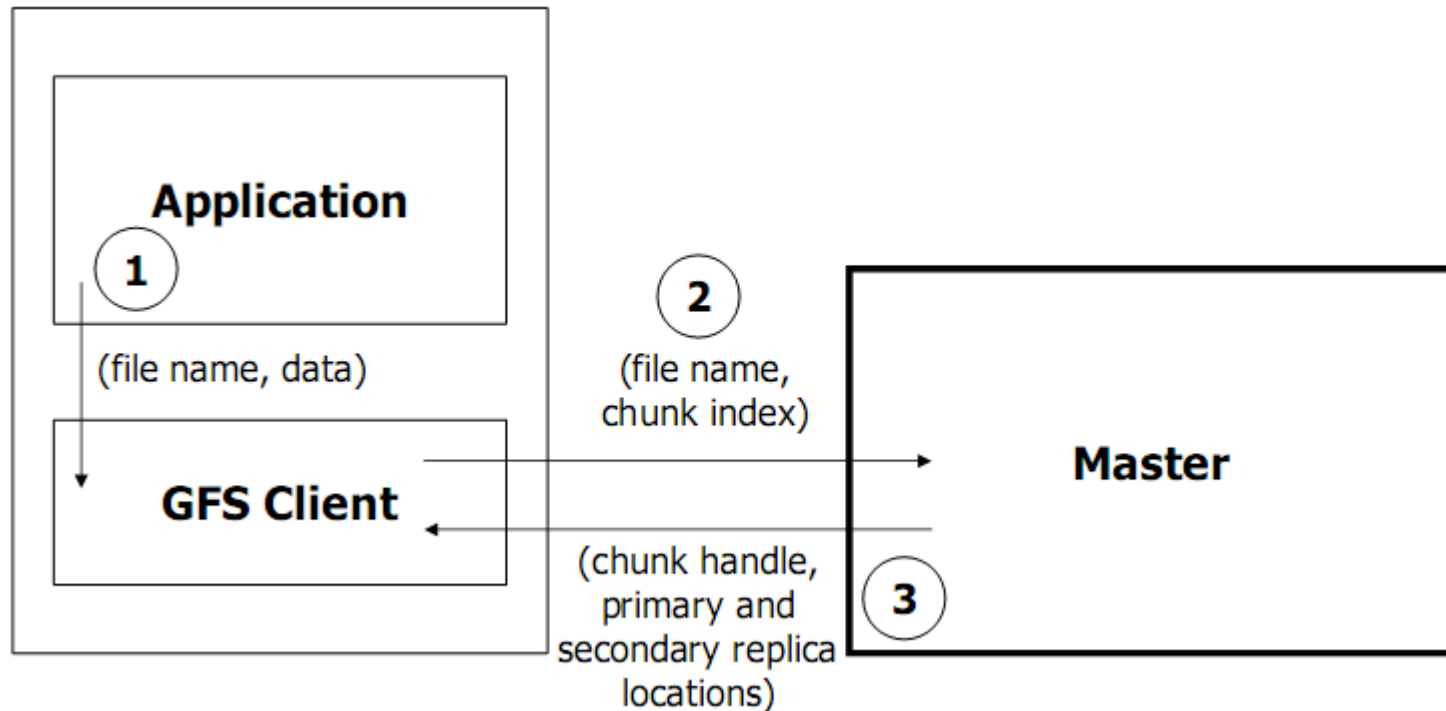 Application
1
(file name, data)
GFS Client
2
(file name,
chunk index)
(chunk handle,
primary and
secondary replica
locations)
Master
3